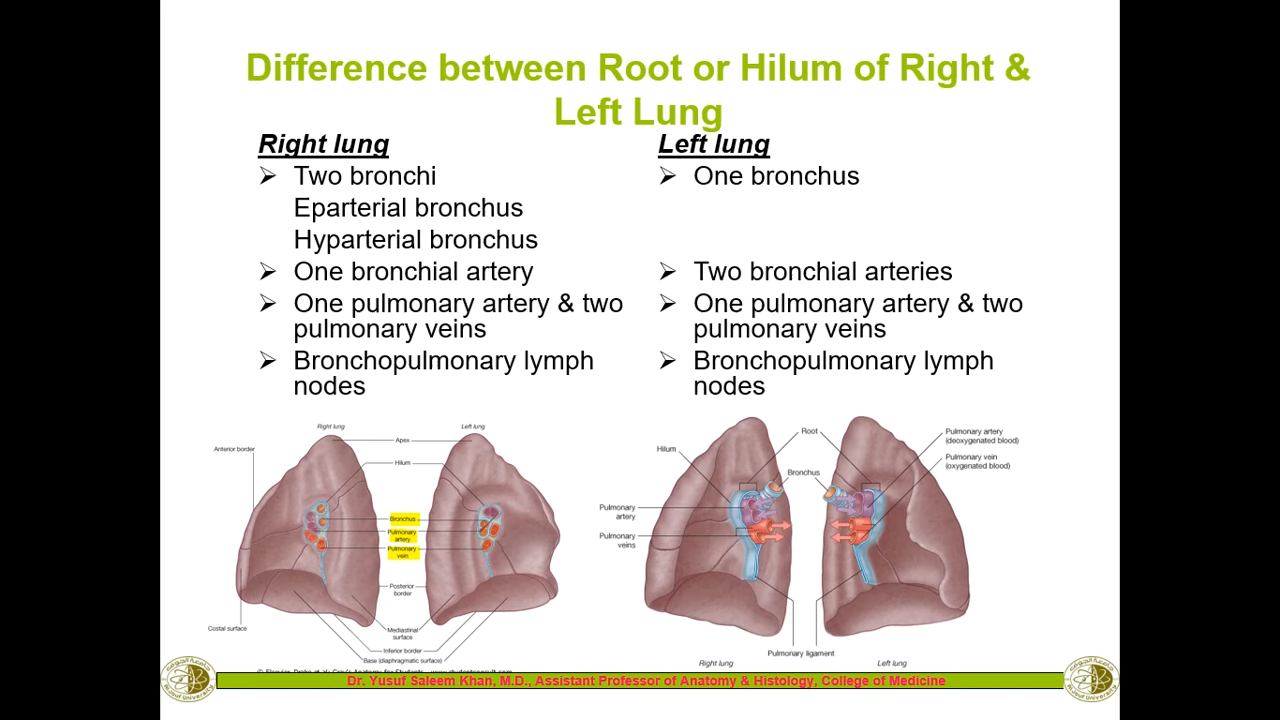 Difference between Root or Hilum of Right &
Left Lung
Right lung
➢ Two bronchi
Eparterial bronchus
Hyparterial bronchus
➢ One bronchial artery
➢ One pulmonary artery & two
pulmonary veins
➢ Bronchopulmonary lymph
nodes
Left lung
➢ One bronchus
➢ Two bronchial arteries
➢ One pulmonary artery & two
pulmonary veins
➢ Bronchopulmonary lymph
nodes
Right lung
Left lung
Anterior border
Apex
Hilum
Bronchus
Pulmonary
artery
Pulmonary
vein
Posterior
border
Costal surface
Mediastinal
surface
Inferior border
Base (diaphragmatic surface)
Root
Hilum
Bronchus
Pulmonary artery
(deoxygenated blood)
Pulmonary vein
(oxygenated blood)
Pulmonary
artery
Pulmonary
veins
Pulmonary ligament
Right lung
Left lung
Dr. Yusuf Saleem Khan, M.D., Assistant Professor of Anatomy & Histology, College of Medicine